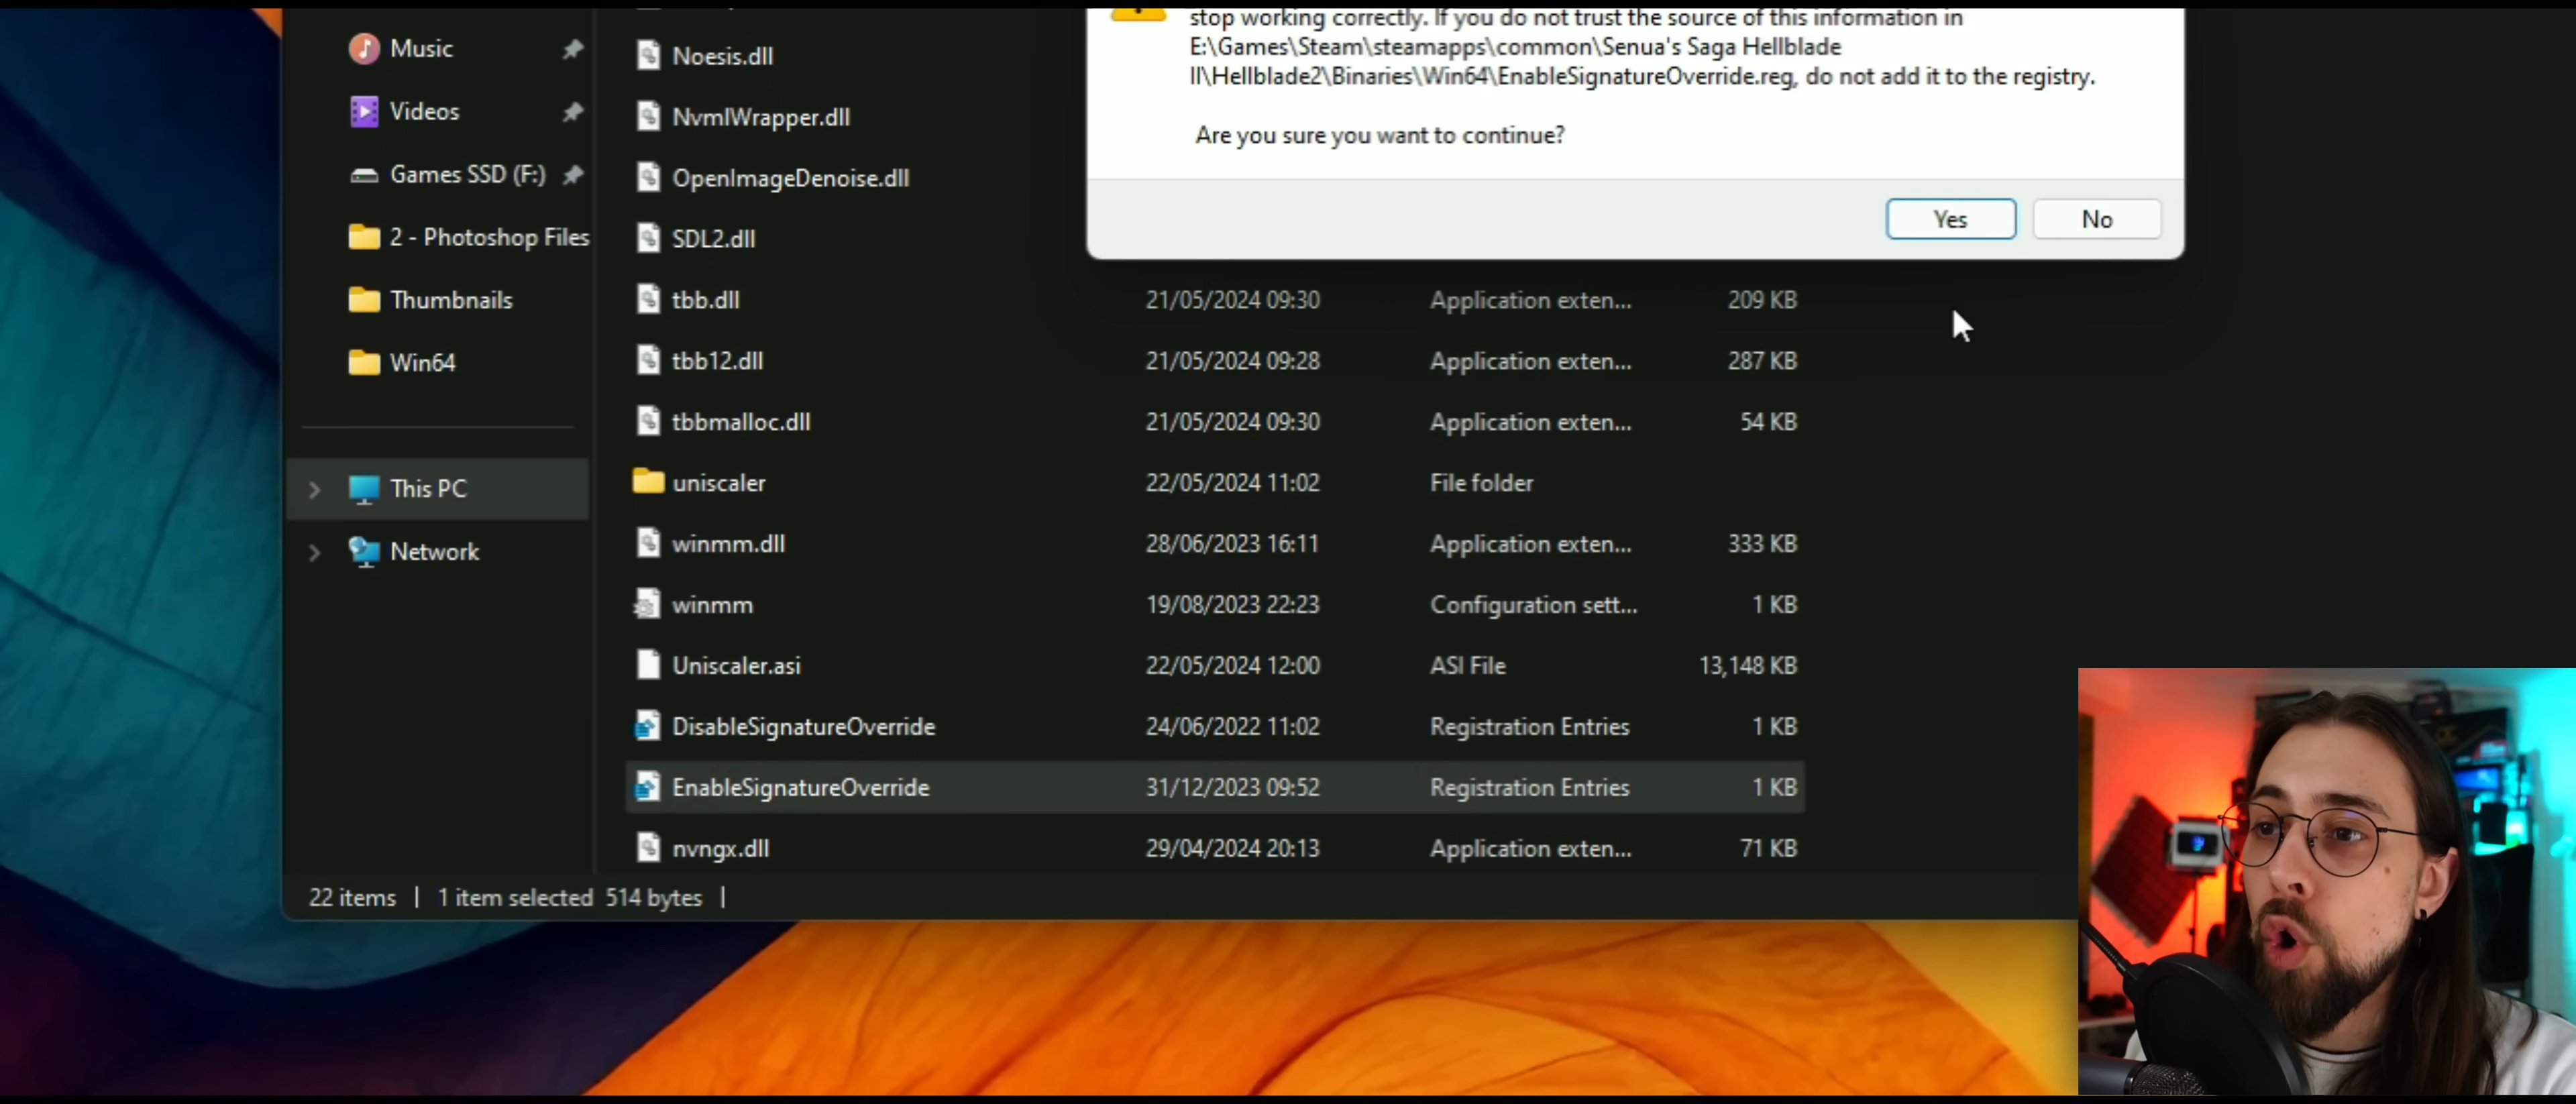 stop working correctly. If you do not trust the source of this information in
E:\Games\Steam\steamapps\common\Senua's Saga Hellblade
II\Hellblade2\Binaries\Win64\EnableSignatureOverride.reg, do not add it to the registry.
Are you sure you want to continue?
Yes No
Music
Videos
Games SSD (F:)
2 - Photoshop Files
Thumbnails
Win64
This PC
Network
Noesis.dll
NvmlWrapper.dll
OpenImageDenoise.dll
SDL2.dll
tbb.dll 21/05/2024 09:30 Application exten... 209 KB
tbb12.dll 21/05/2024 09:28 Application exten... 287 KB
tbbmalloc.dll 21/05/2024 09:30 Application exten... 54 KB
uniscaler 22/05/2024 11:02 File folder
winmm.dll 28/06/2023 16:11 Application exten... 333 KB
winmm 19/08/2023 22:23 Configuration sett... 1 KB
Uniscaler.asi 22/05/2024 12:00 ASI File 13,148 KB
DisableSignatureOverride 24/06/2022 11:02 Registration Entries 1 KB
EnableSignatureOverride 31/12/2023 09:52 Registration Entries 1 KB
nvngx.dll 29/04/2024 20:13 Application exten... 71 KB
22 items | 1 item selected 514 bytes |